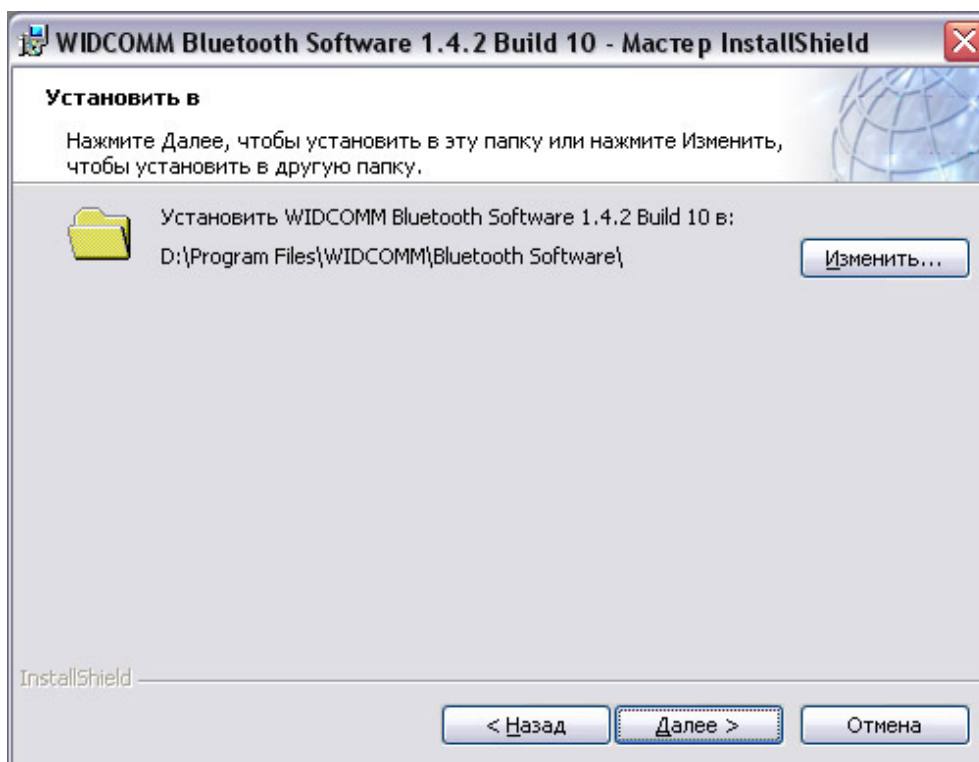 WIDCOMM Bluetooth Software 1.4.2 Build 10 - Мастер InstallShield
Установить в
Нажмите Далее, чтобы установить в эту папку или нажмите Изменить,
чтобы установить в другую папку.
Установить WIDCOMM Bluetooth Software 1.4.2 Build 10 в:
D:\Program Files\WIDCOMM\Bluetooth Software\
Изменить...
InstallShield
< Назад
Далее >
Отмена